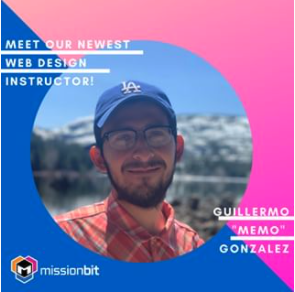 MEET OUR NEWEST
WEB DESIGN
INSTRUCTOR!
LA
GUILLERMO
"MEMO"
GONZALEZ
missionbit